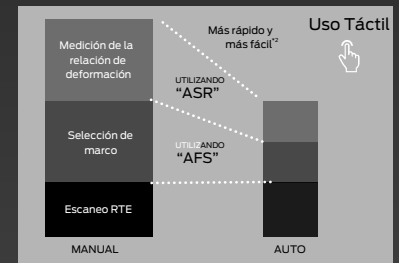 Uso Táctil
Más rápido y
más fácil*²
Medición de la
relación de
deformación
UTILIZANDO
"ASR"
Selección de
marco
UTILIZANDO
"AFS"
Escaneo RTE
MANUAL
AUTO